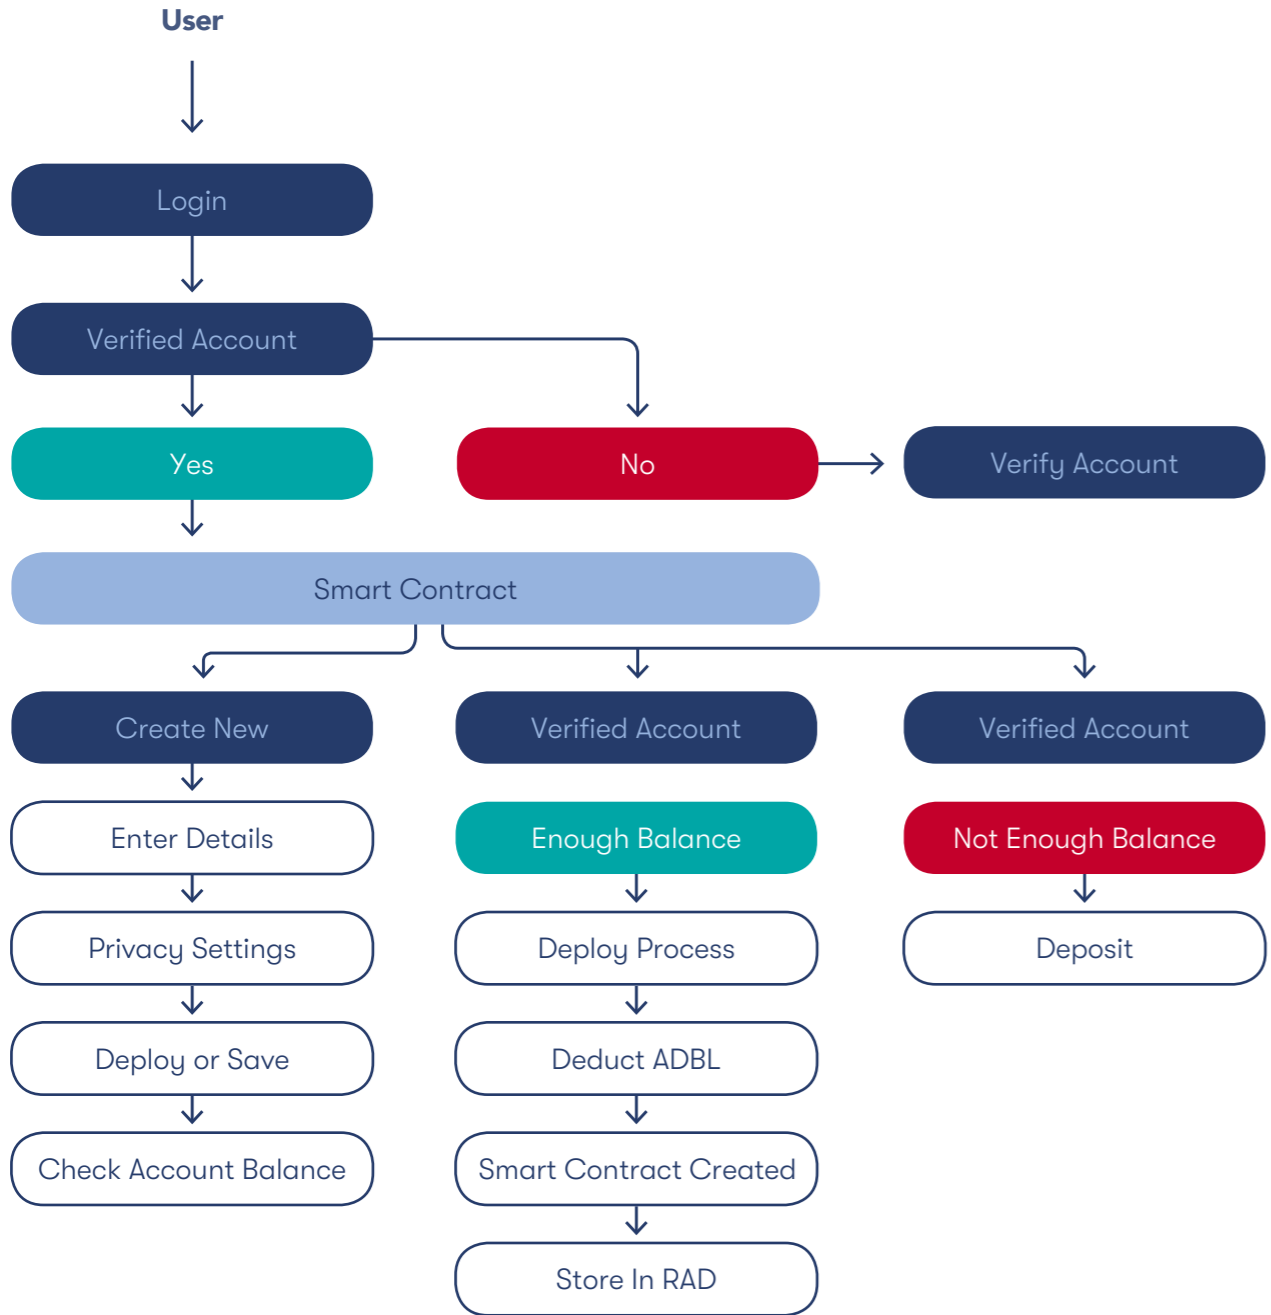 User
Login
Verified Account
Yes
No
Verify Account
Smart Contract
Create New
Verified Account
Verified Account
Enter Details
Enough Balance
Not Enough Balance
Privacy Settings
Deploy Process
Deposit
Deploy or Save
Deduct ADBL
Check Account Balance
Smart Contract Created
Store In RAD